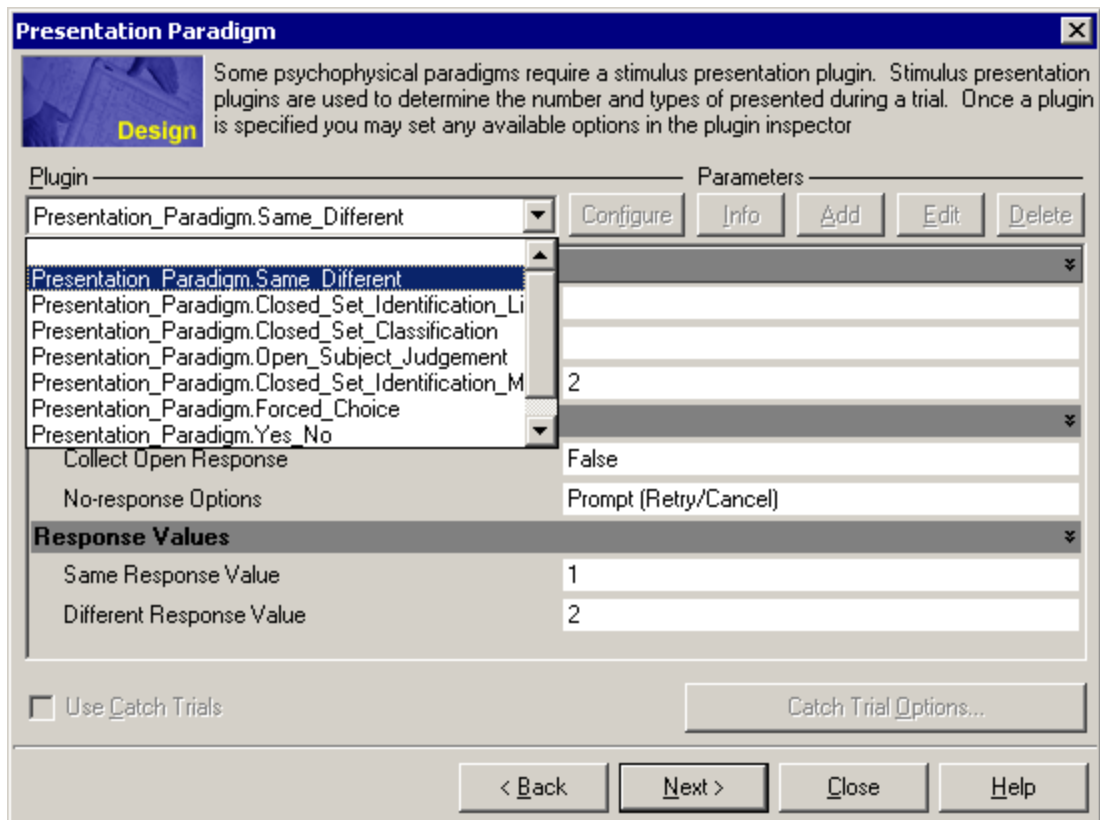 Presentation Paradigm
Design
Some psychophysical paradigms require a stimulus presentation plugin. Stimulus presentation
plugins are used to determine the number and types of presented during a trial. Once a plugin
is specified you may set any available options in the plugin inspector
Plugin
Parameters
Presentation_Paradigm.Same_Different
Configure
Info
Add
Edit
Delete
Presentation_Paradigm.Same_Different
Presentation_Paradigm.Closed_Set_Identification_Li
Presentation_Paradigm.Closed_Set_Classification
Presentation_Paradigm.Open_Subject_Judgement
Presentation_Paradigm.Closed_Set_Identification_M
2
Presentation_Paradigm.Forced_Choice
Presentation_Paradigm.Yes_No
Collect Open Response
False
No-response Options
Prompt (Retry/Cancel)
Response Values
Same Response Value
1
Different Response Value
2
Use Catch Trials
Catch Trial Options...
< Back
Next >
Close
Help